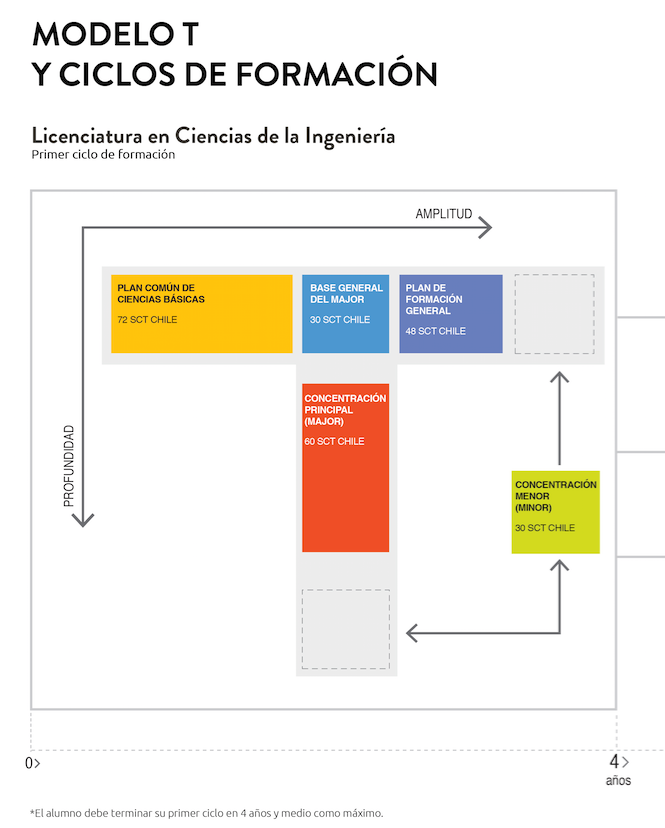 MODELO T
Y CICLOS DE FORMACIÓN
Licenciatura en Ciencias de la Ingeniería
Primer ciclo de formación
AMPLITUD
PROFUNDIDAD
PLAN COMÚN DE
CIENCIAS BÁSICAS
72 SCT CHILE
BASE GENERAL
DEL MAJOR
30 SCT CHILE
PLAN DE
FORMACIÓN
GENERAL
48 SCT CHILE
CONCENTRACIÓN
PRINCIPAL
(MAJOR)
60 SCT CHILE
CONCENTRACIÓN
MENOR
(MINOR)
30 SCT CHILE
0>
4>
años
*El alumno debe terminar su primer ciclo en 4 años y medio como máximo.